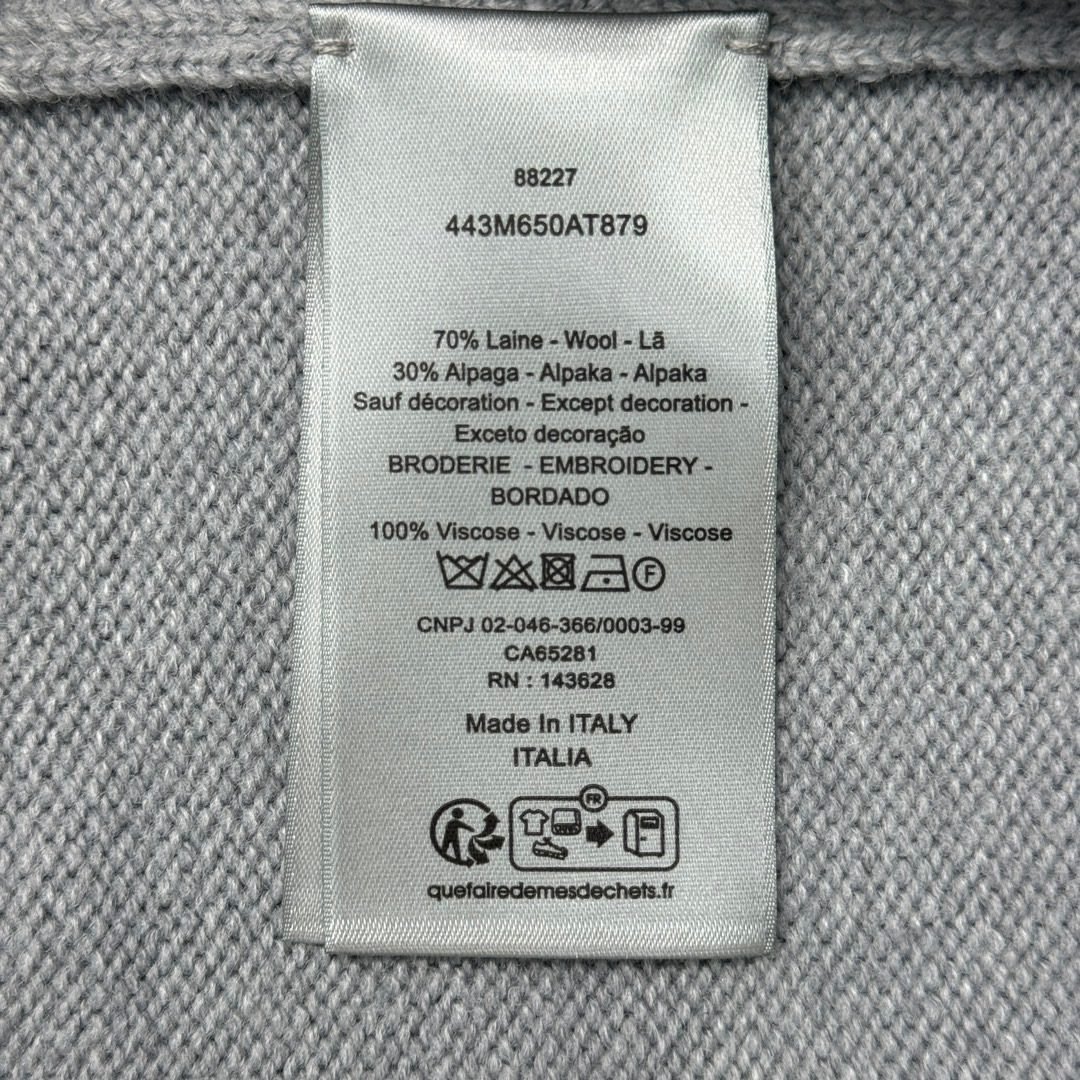 88227
443M650AT879
70% Laine - Wool - Lã
30% Alpaga - Alpaka - Alpaka
Sauf décoration - Except decoration -
Exceto decoração
BRODERIE - EMBROIDERY -
BORDADO
100% Viscose - Viscose - Viscose
F
CNPJ 02-046-366/0003-99
CA65281
RN : 143628
Made In ITALY
ITALIA
FR
quefairedemesdechets.fr